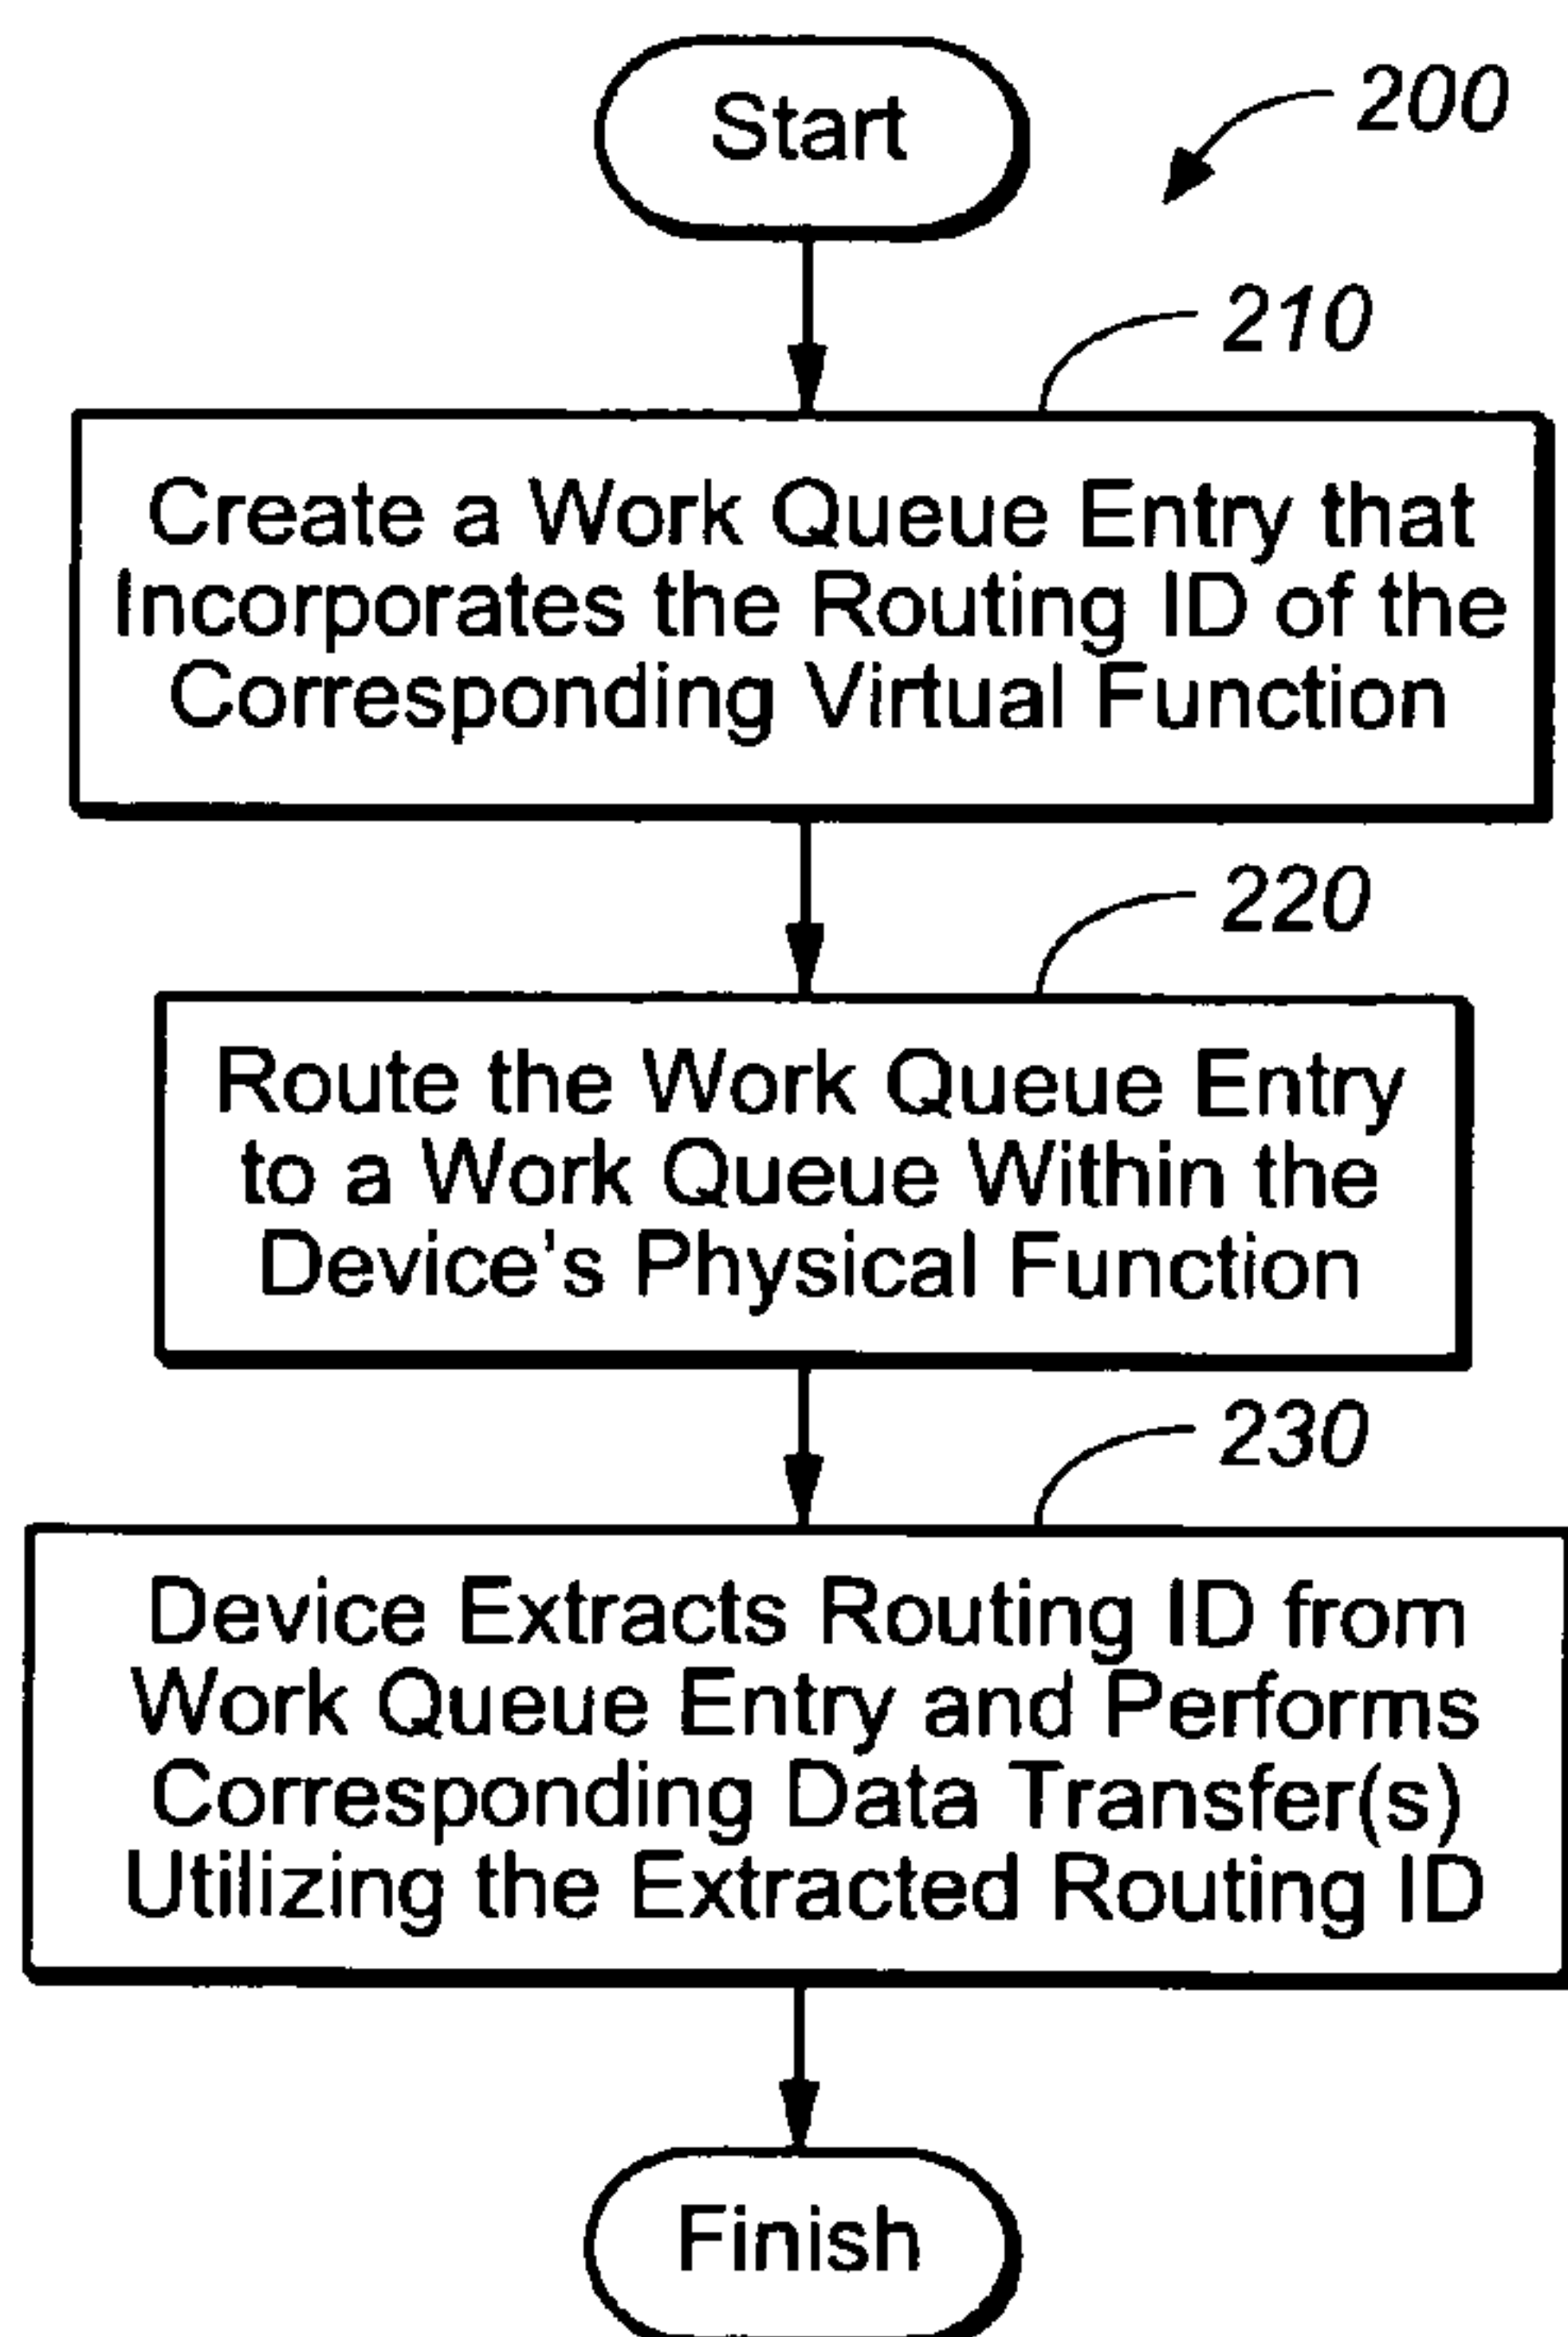 Start
200
210
Create a Work Queue Entry that
Incorporates the Routing ID of the
Corresponding Virtual Function
220
Route the Work Queue Entry
to a Work Queue Within the
Device's Physical Function
230
Device Extracts Routing ID from
Work Queue Entry and Performs
Corresponding Data Transfer(s)
Utilizing the Extracted Routing ID
Finish